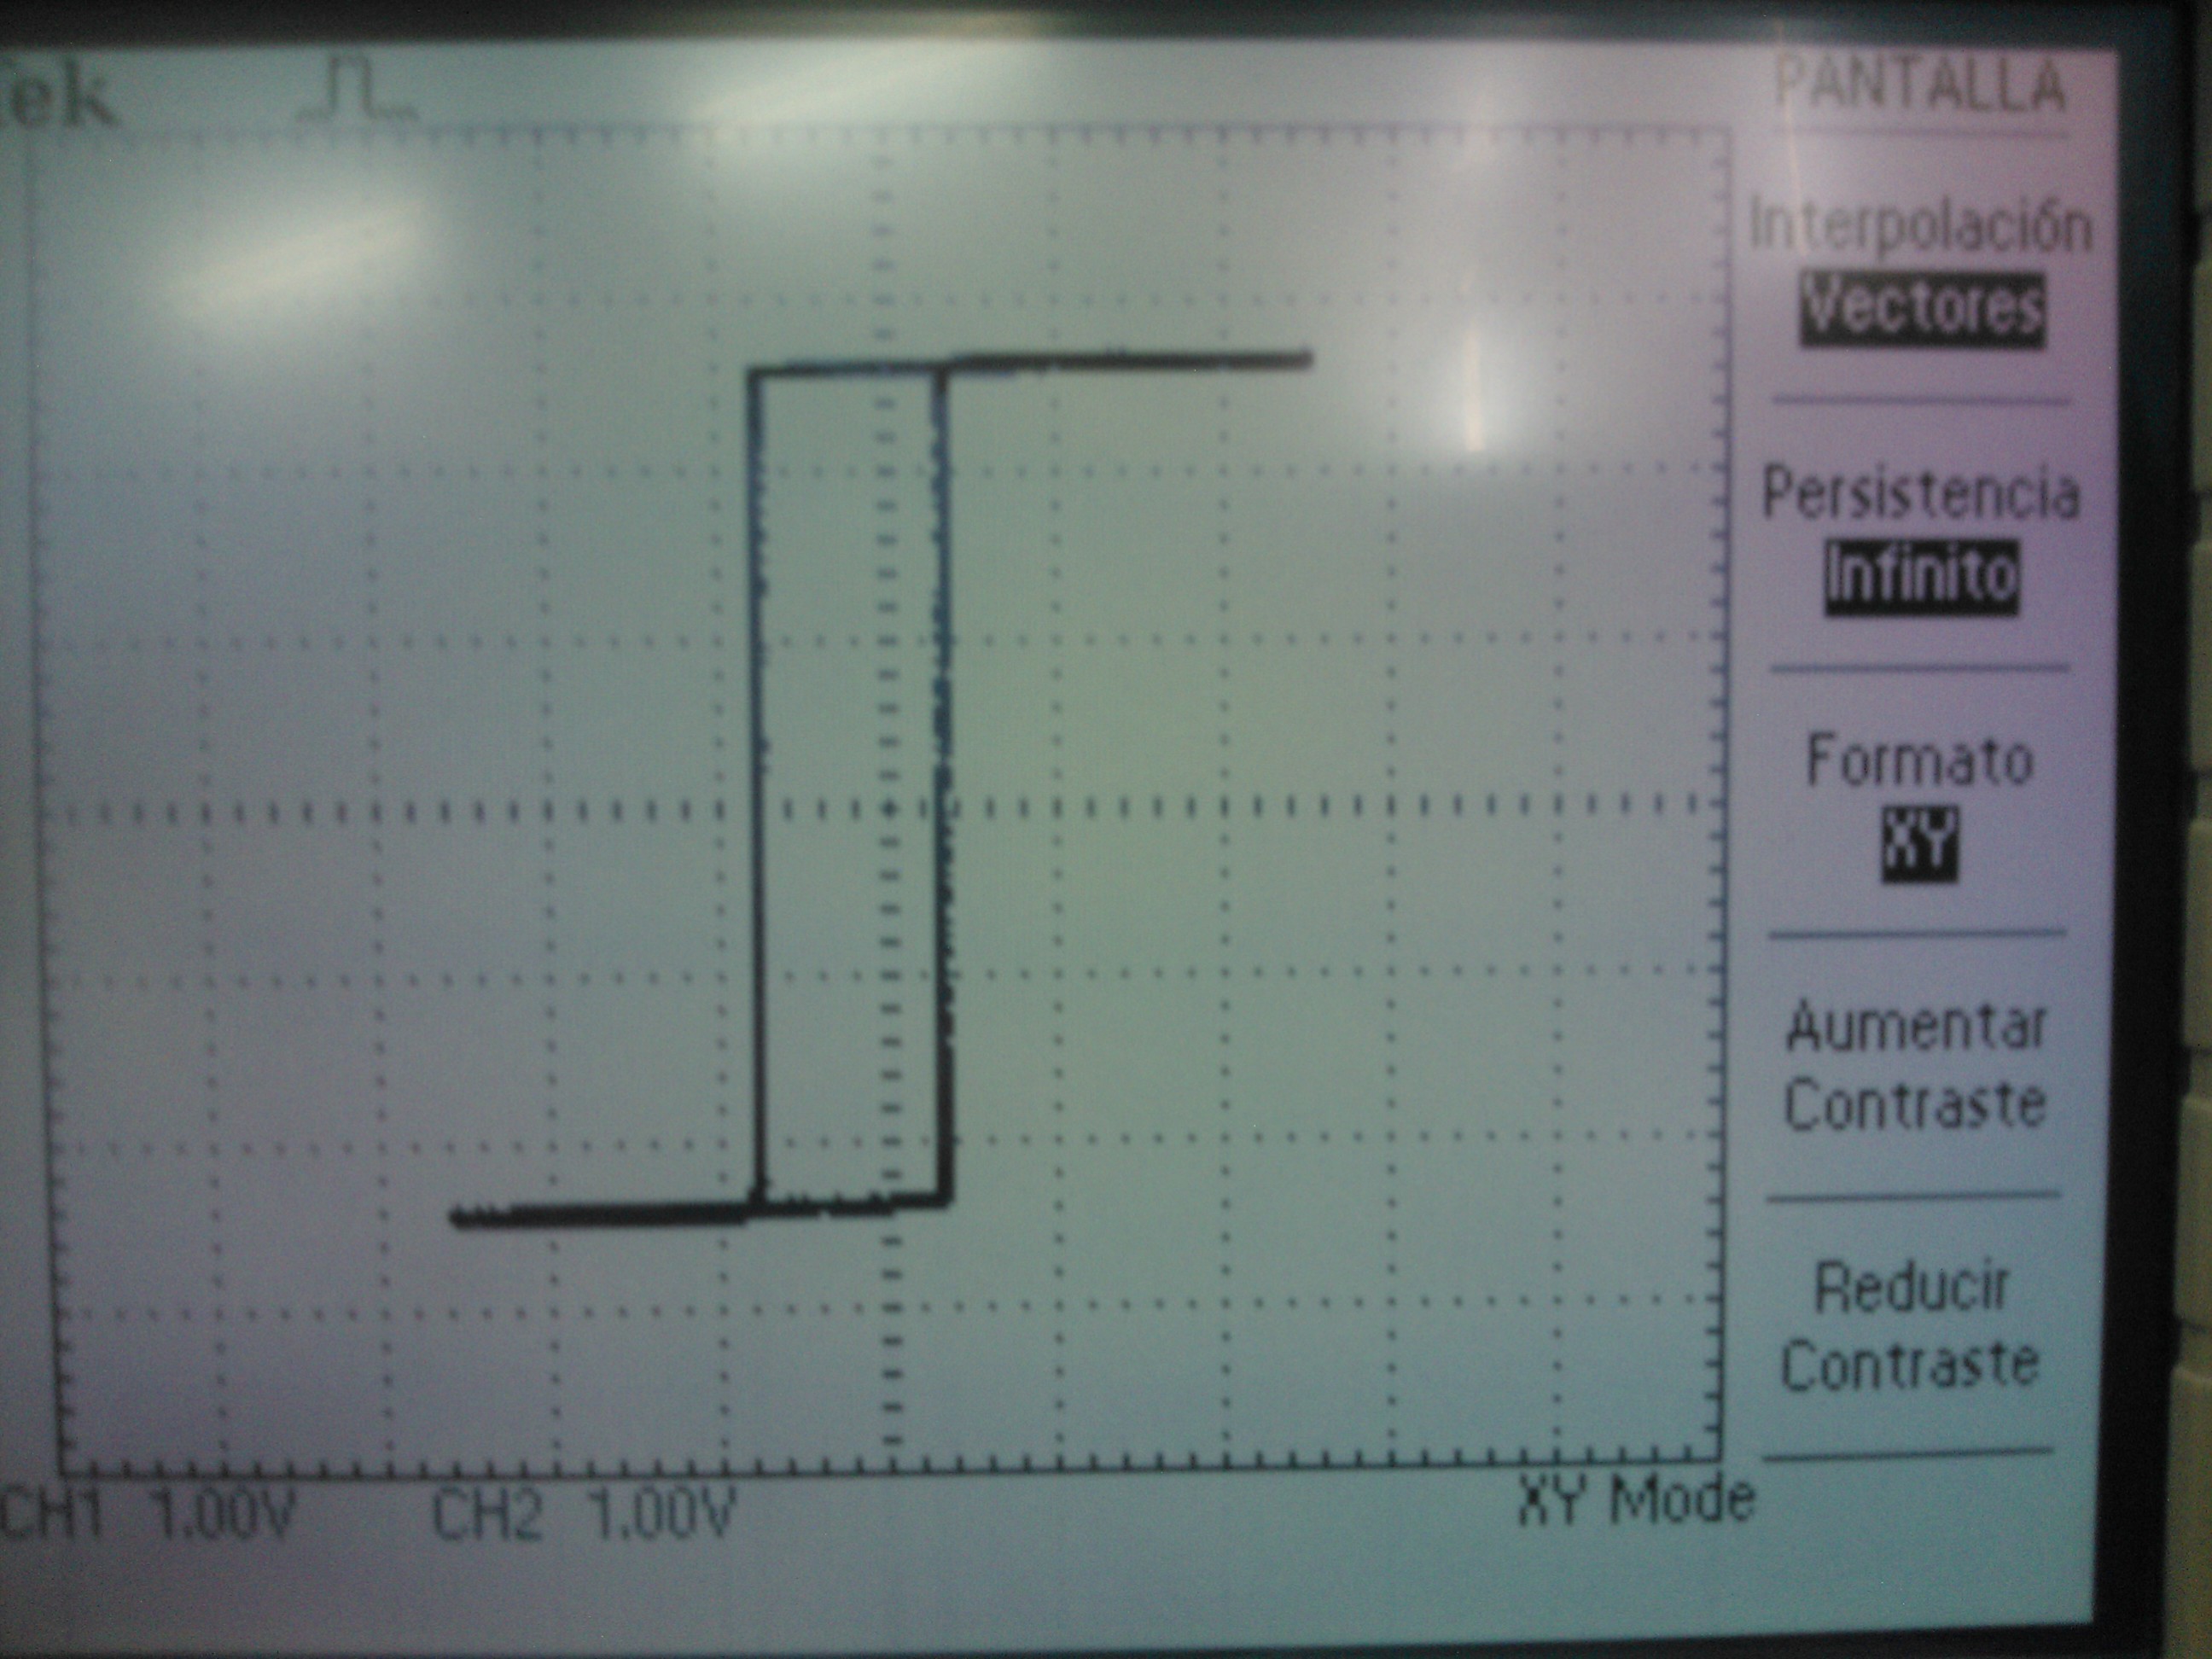 Tek
PANTALLA
Interpolación
Vectores
Persistencia
Infinito
Formato
XY
Aumentar
Contraste
Reducir
Contraste
CH1 1.00V CH2 1.00V XY Mode